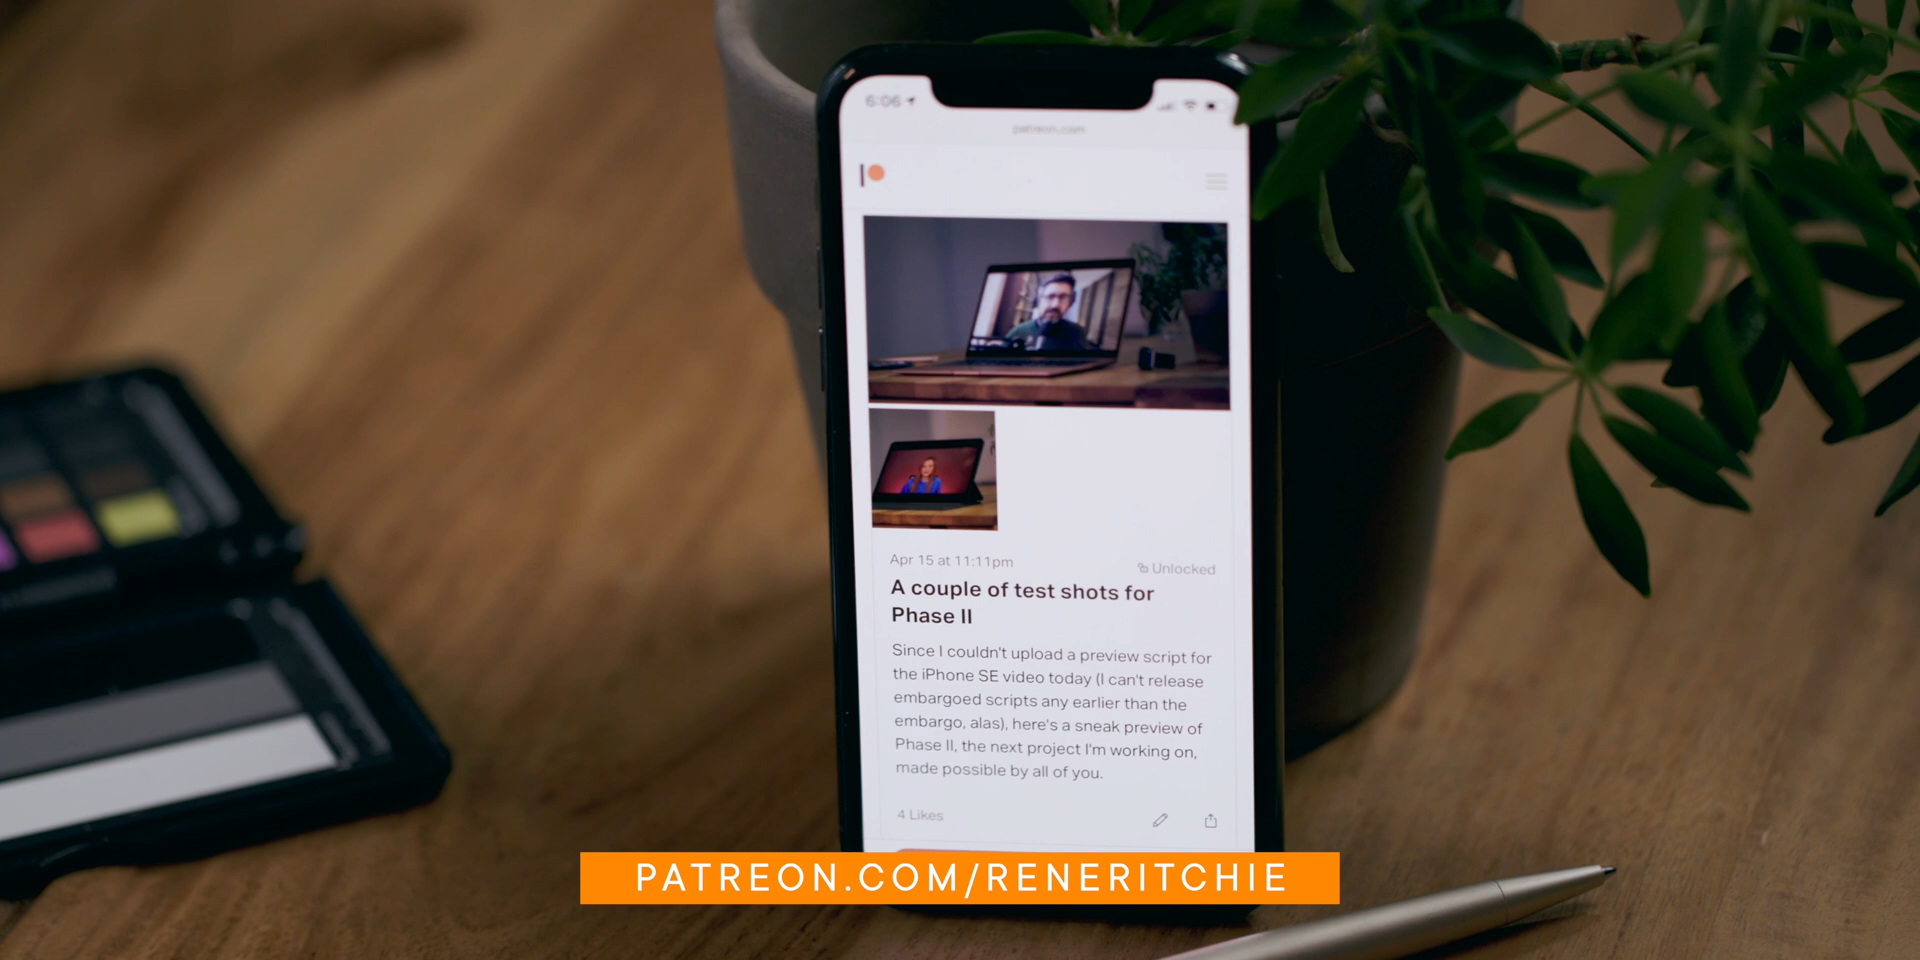 6:06
patreon.com
Apr 15 at 11:11pm
Unlocked
A couple of test shots for
Phase II
Since I couldn't upload a preview script for
the iPhone SE video today (I can't release
embargoed scripts any earlier than the
embargo, alas), here's a sneak preview of
Phase II, the next project I'm working on,
made possible by all of you.
4 Likes
PATREON.COM/RENERITCHIE